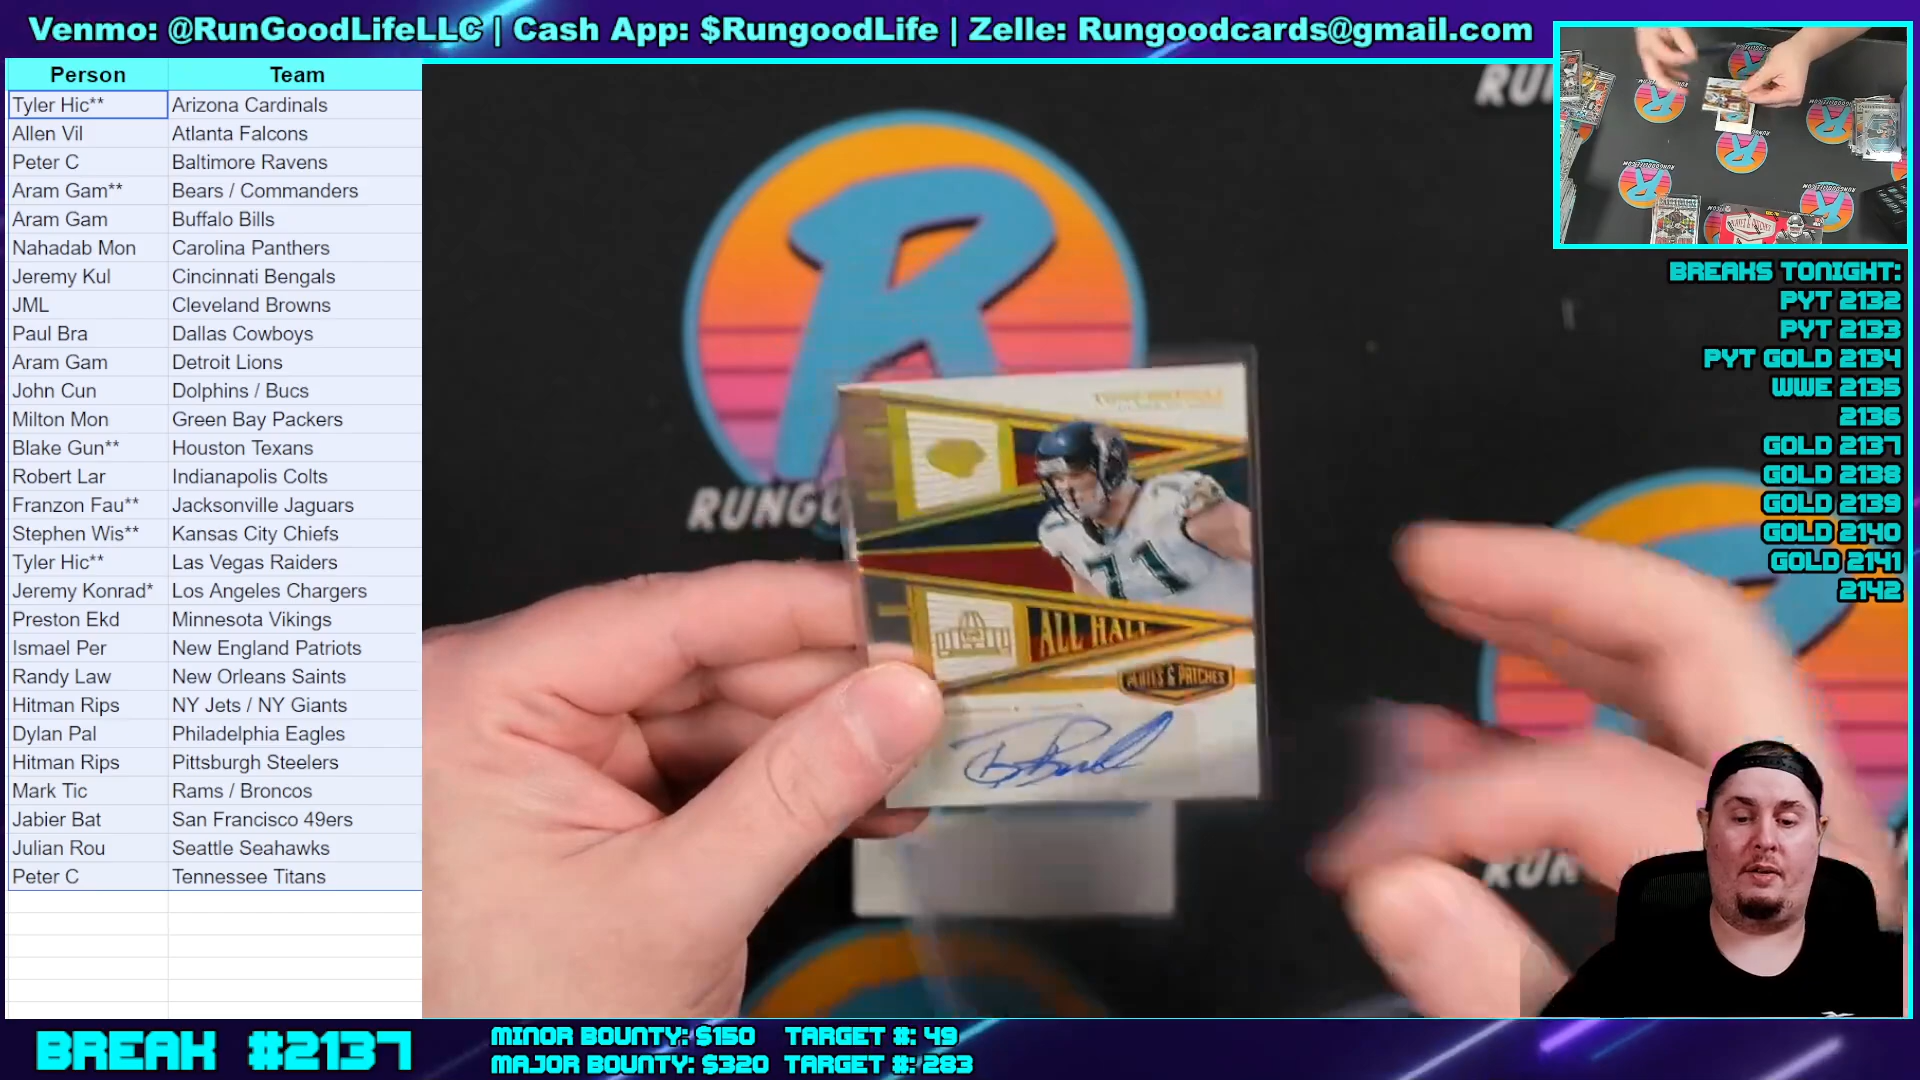 Venmo: @RunGoodLifeLLC | Cash App: $RungoodLife | Zelle: Rungoodcards@gmail.com
Person Team
Tyler Hic** Arizona Cardinals
Allen Vil Atlanta Falcons
Peter C Baltimore Ravens
Aram Gam** Bears / Commanders
Aram Gam Buffalo Bills
Nahadab Mon Carolina Panthers
Jeremy Kul Cincinnati Bengals
JML Cleveland Browns
Paul Bra Dallas Cowboys
Aram Gam Detroit Lions
John Cun Dolphins / Bucs
Milton Mon Green Bay Packers
Blake Gun** Houston Texans
Robert Lar Indianapolis Colts
Franzon Fau** Jacksonville Jaguars
Stephen Wis** Kansas City Chiefs
Tyler Hic** Las Vegas Raiders
Jeremy Konrad* Los Angeles Chargers
Preston Ekd Minnesota Vikings
Ismael Per New England Patriots
Randy Law New Orleans Saints
Hitman Rips NY Jets / NY Giants
Dylan Pal Philadelphia Eagles
Hitman Rips Pittsburgh Steelers
Mark Tic Rams / Broncos
Jabier Bat San Francisco 49ers
Julian Rou Seattle Seahawks
Peter C Tennessee Titans
R
RUNGO
71
ALL HALL
PLATES & PATCHES
BREAKS TONIGHT:
PYT 2132
PYT 2133
PYT GOLD 2134
WWE 2135
2136
GOLD 2137
GOLD 2138
GOLD 2139
GOLD 2140
GOLD 2141
2142
BREAK #2137
MINOR BOUNTY: $150 TARGET #: 49
MAJOR BOUNTY: $320 TARGET #: 283